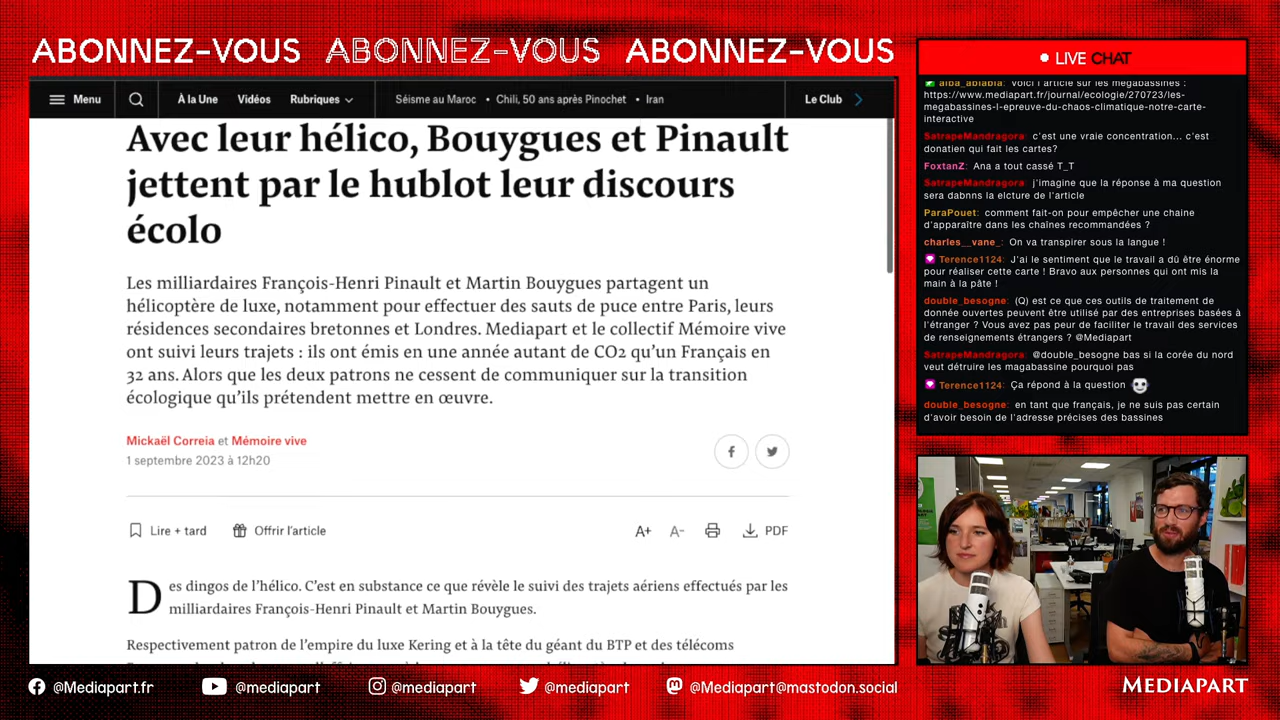 ABONNEZ-VOUS ABONNEZ-VOUS ABONNEZ-VOUS
Menu
À la Une
Vidéos
Rubriques
Séisme au Maroc • Chili, 50 ans après Pinochet • Iran
Le Club
Avec leur hélico, Bouygues et Pinault
jettent par le hublot leur discours
écolo
Les milliardaires François-Henri Pinault et Martin Bouygues partagent un
hélicoptère de luxe, notamment pour effectuer des sauts de puce entre Paris, leurs
résidences secondaires bretonnes et Londres. Mediapart et le collectif Mémoire vive
ont suivi leurs trajets : ils ont émis en une année autant de CO2 qu'un Français en
32 ans. Alors que les deux patrons ne cessent de communiquer sur la transition
écologique qu'ils prétendent mettre en œuvre.
Mickaël Correia et Mémoire vive
1 septembre 2023 à 12h20
Lire + tard
Offrir l'article
A+
A-
PDF
Des dingos de l'hélico. C'est en substance ce que révèle le suivi des trajets aériens effectués par les
milliardaires François-Henri Pinault et Martin Bouygues.
Respectivement patron de l'empire du luxe Kering et à la tête du géant du BTP et des télécoms
LIVE CHAT
alba_ablabla: Voici l'article sur les mégabassines :
https://www.mediapart.fr/journal/ecologie/270723/les-
megabassines-l-epreuve-du-chaos-climatique-notre-carte-
interactive
SatrapeMandragora: c'est une vraie concentration... c'est
donatien qui fait les cartes?
FoxtanZ: Ana a tout cassé T_T
SatrapeMandragora: j'imagine que la réponse à ma question
sera dabnns la elcture de l'article
ParaPouet: comment fait-on pour empêcher une chaine
d'apparaître dans les chaînes recommandées ?
charles__vane_: On va transpirer sous la langue !
Terence1124: J'ai le sentiment que le travail a dû être énorme
pour réaliser cette carte ! Bravo aux personnes qui ont mis la
main à la pâte !
double_besogne: (Q) est ce que ces outils de traitement de
donnée ouvertes peuvent être utilisé par des entreprises basées à
l'étranger ? Vous avez pas peur de faciliter le travail des services
de renseignements étrangers ? @Mediapart
SatrapeMandragora: @double_besogne bas si la corée du nord
veut détruire les magabassine pourquoi pas
Terence1124: Ça répond à la question
double_besogne: en tant que français, je ne suis pas certain
d'avoir besoin de l'adresse précises des bassines
@Mediapart.fr
@mediapart
@mediapart
@mediapart
@Mediapart@mastodon.social
MEDIAPART